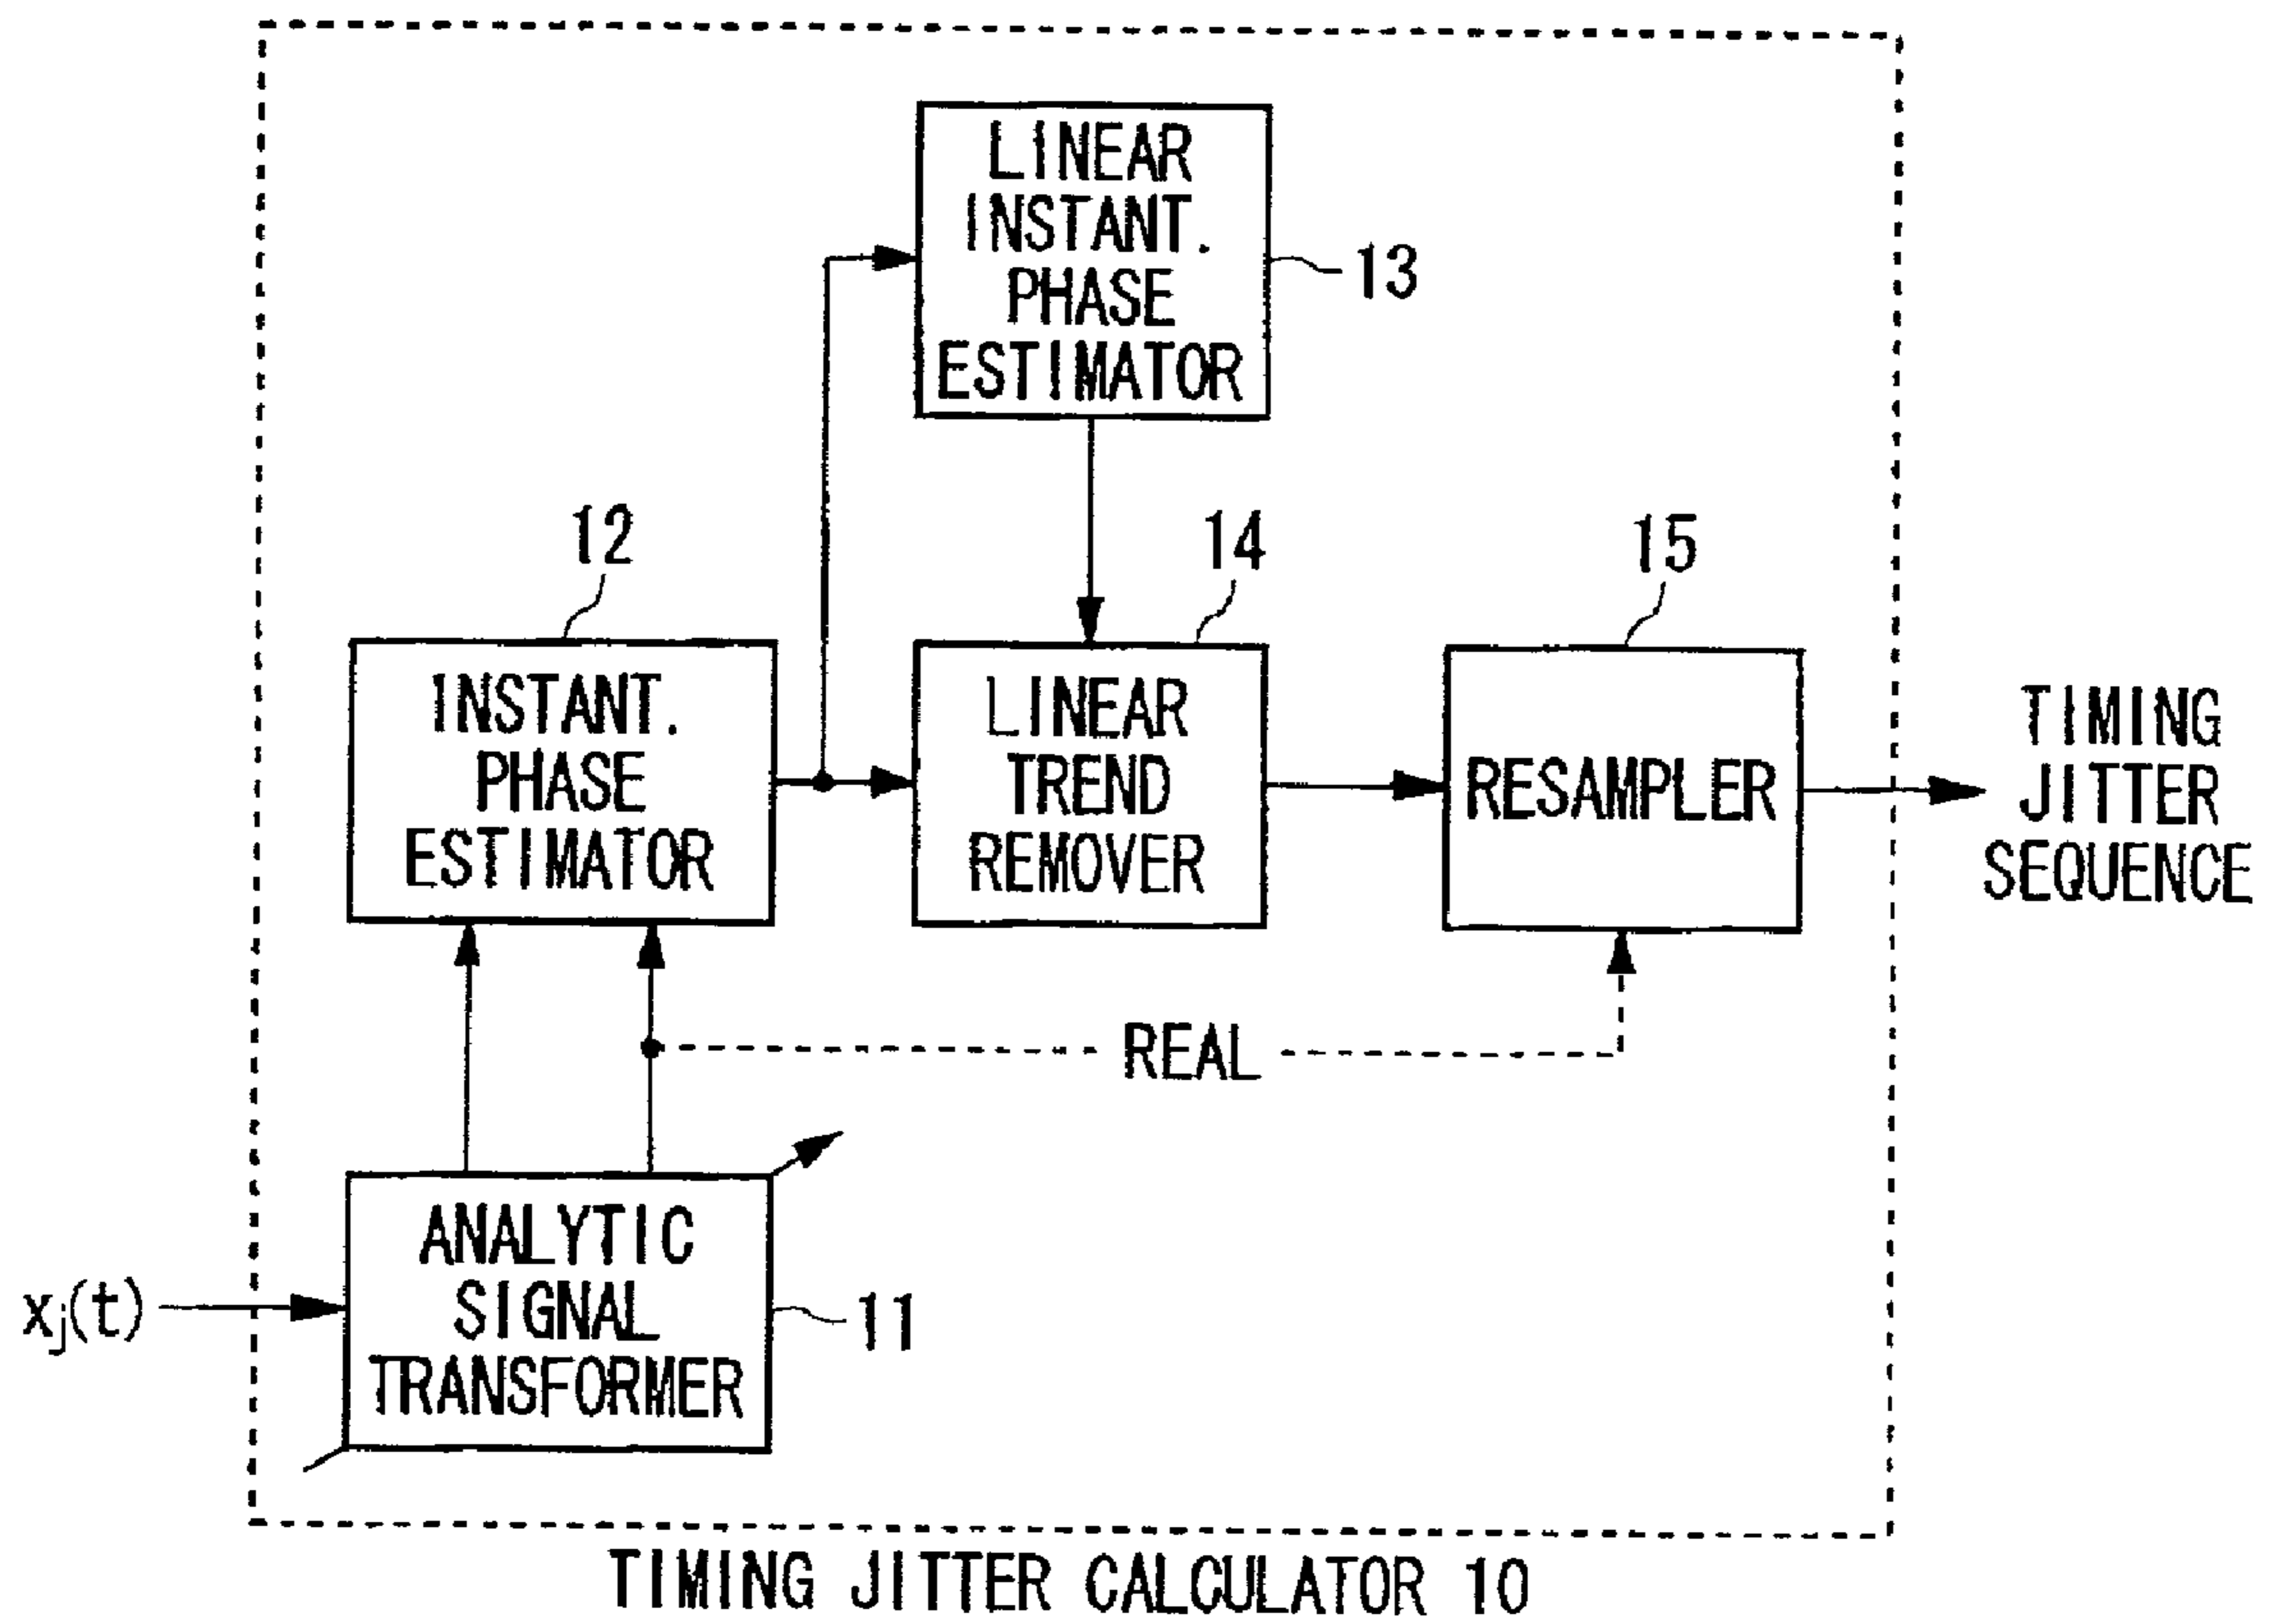 LINEAR
INSTANT.
PHASE
ESTIMATOR
13
12
14
15
INSTANT.
PHASE
ESTIMATOR
LINEAR
TREND
REMOVER
RESAMPLER
TIMING
JITTER
SEQUENCE
REAL
ANALYTIC
SIGNAL
TRANSFORMER
11
xj(t)
TIMING JITTER CALCULATOR 10